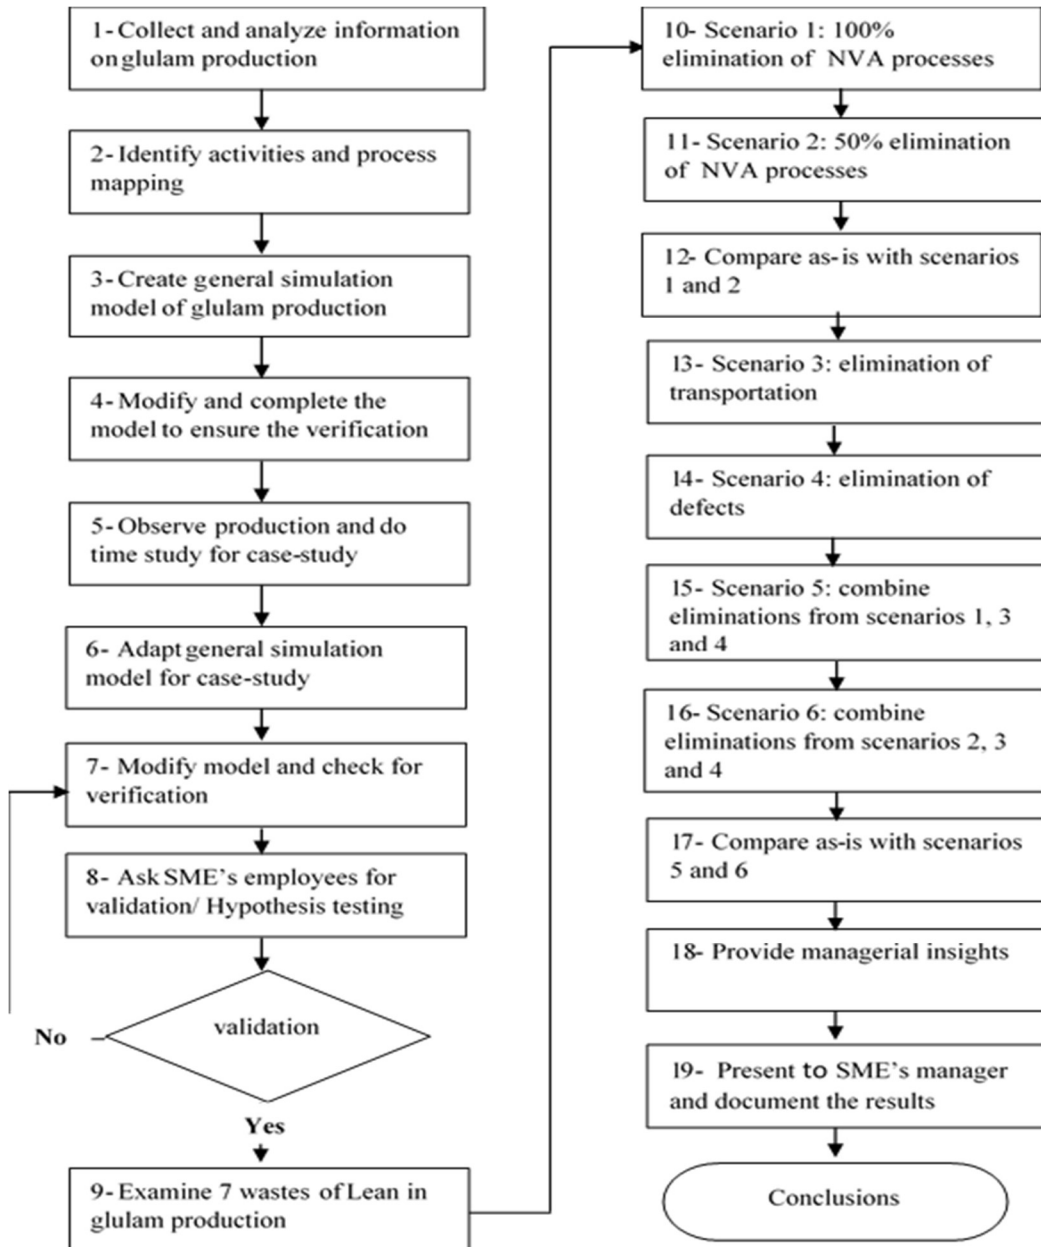 1-Collect and analyze information
on glulam production
2-Identify activities and process
mapping
3-Create general simulation
model of glulam production
4-Modify and complete the
model to ensure the verification
5-Observe production and do
time study for case-study
6- Adapt general simulation
model for case-study
7- Modify model and check for
verification
8- Ask SME's employees for
validation/ Hypothesis testing
validation
No
Yes
9-Examine 7 wastes of Lean in
glulam production
10- Scenario 1: 100%
elimination of NVA processes
11- Scenario 2: 50% elimination
of NVA processes
12- Compare as-is with scenarios
1 and 2
13- Scenario 3: elimination of
transportation
14- Scenario 4: elimination of
defects
15- Scenario 5: combine
eliminations from scenarios 1, 3
and 4
16- Scenario 6: combine
eliminations from scenarios 2, 3
and 4
17- Compare as-is with scenarios
5 and 6
18- Provide managerial insights
19- Present to SME's manager
and document the results
Conclusions